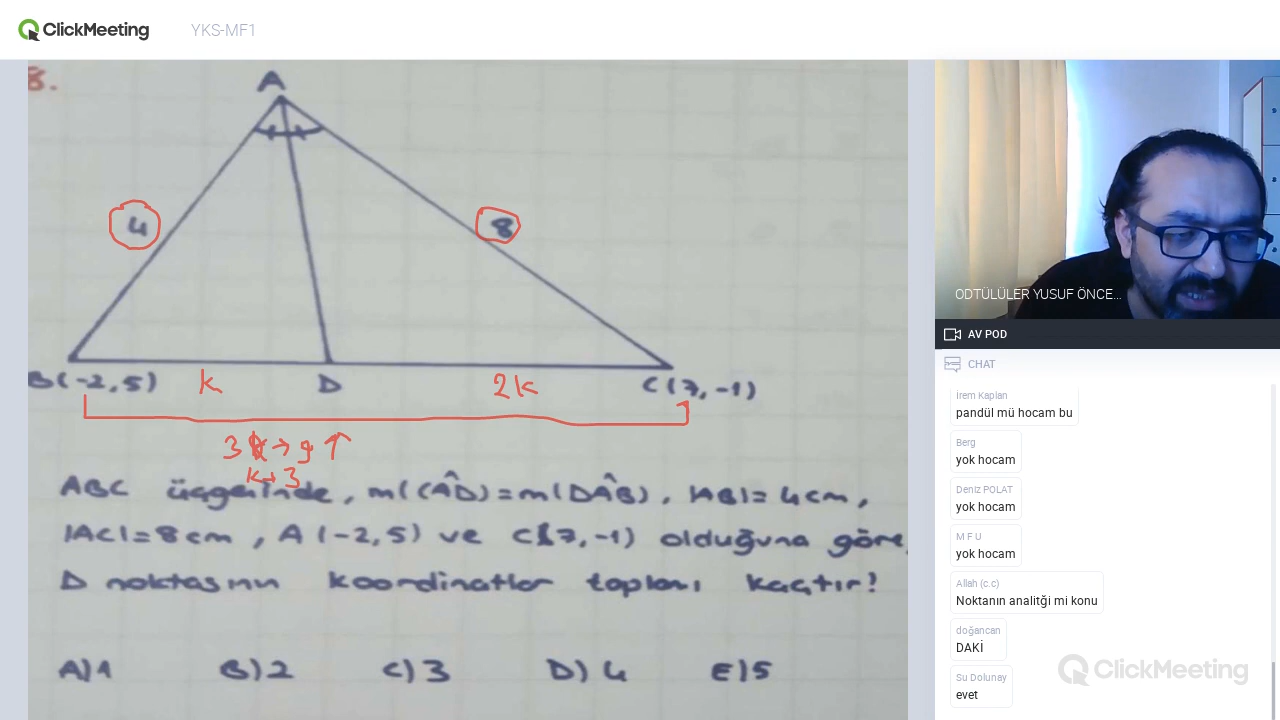 ClickMeeting
YKS-MF1
8.
A
4
8
B(-2,5)
k
D
2k
C(7,-1)
3k→9↑
k→3
ABC üçgeninde, m(CÂD)=m(DÂB), |AB|=4cm,
|AC|=8cm, A(-2,5) ve C(7,-1) olduğuna göre,
D noktasının koordinatlar toplamı kaçtır?
A)1 B)2 C)3 D)4 E)5
ODTÜLÜLER YUSUF ÖNCE...
AV POD
CHAT
İrem Kaplan
pandül mü hocam bu
Berg
yok hocam
Deniz POLAT
yok hocam
M F U
yok hocam
Allah (c.c)
Noktanın analitği mi konu
doğancan
DAKİ
Su Dolunay
evet
ClickMeeting